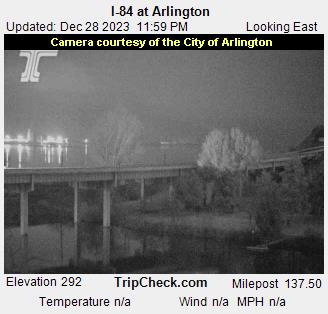 I-84 at Arlington
Updated: Dec 28 2023 11:59 PM Looking East
Camera courtesy of the City of Arlington
Elevation 292 TripCheck.com Milepost 137.50
Temperature n/a Wind n/a MPH n/a